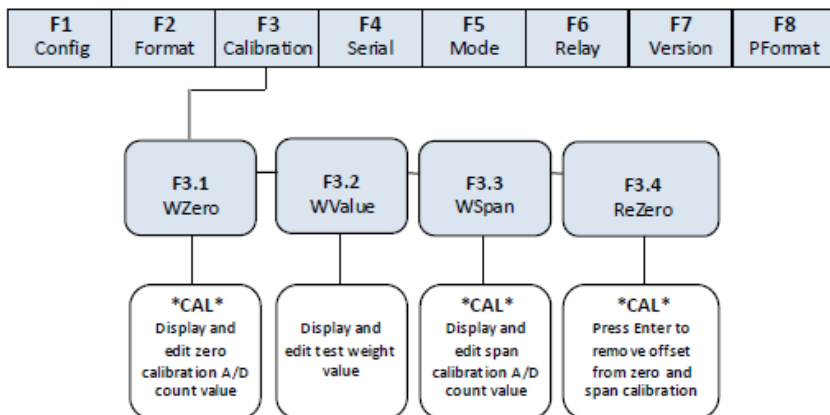 F1
Config
F2
Format
F3
Calibration
F4
Serial
F5
Mode
F6
Relay
F7
Version
F8
PFormat
F3.1
WZero
F3.2
WValue
F3.3
WSpan
F3.4
ReZero
*CAL*
Display and
edit zero
calibration A/D
count value
Display and
edit test weight
value
*CAL*
Display and
edit span
calibration A/D
count value
*CAL*
Press Enter to
remove offset
from zero and
span calibration